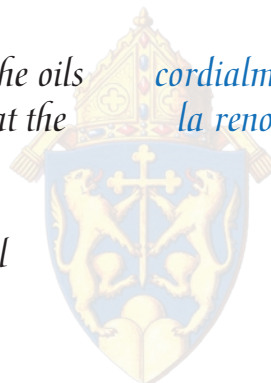 he oils
at the
l
cordialm
la reno